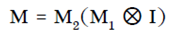 M = M₂(M₁ ⊗ I)